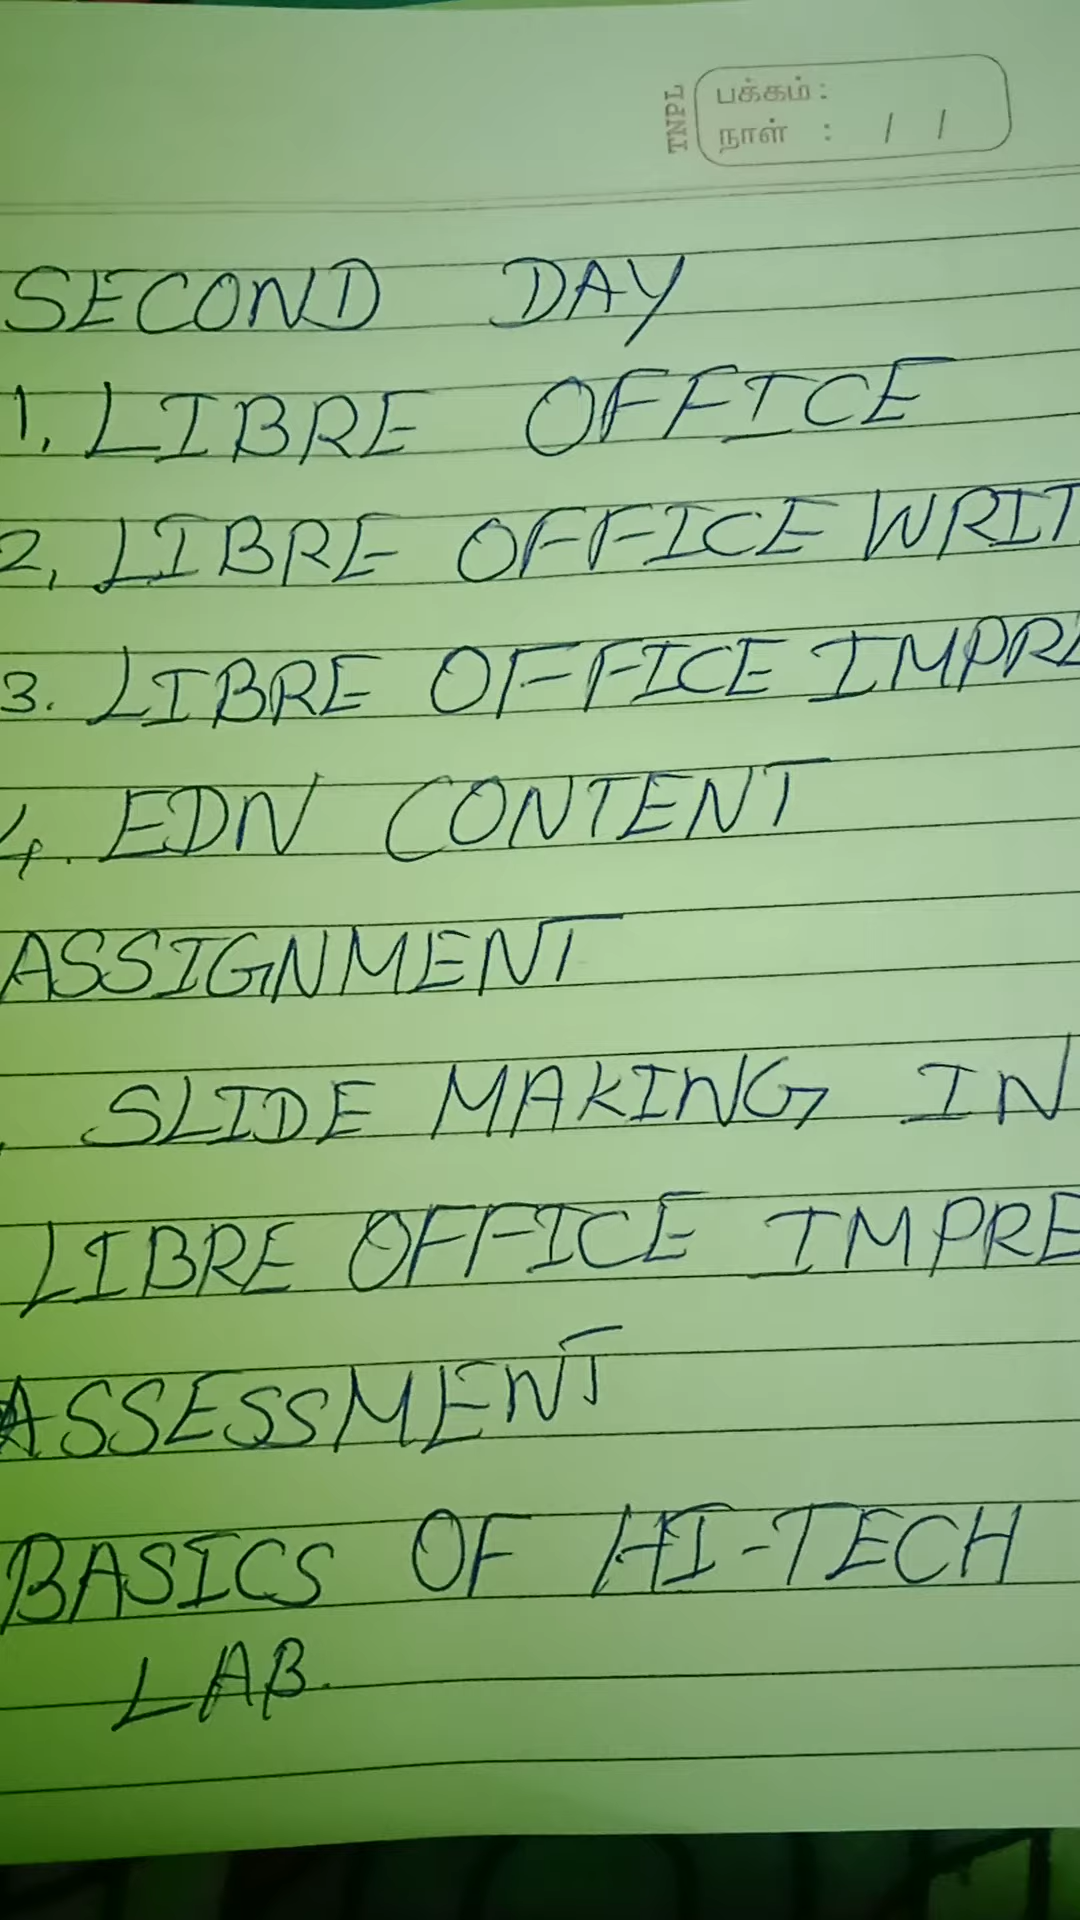 TNPL
பக்கம் :
நாள் : / /
SECOND DAY
1. LIBRE OFFICE
2, LIBRE OFFICE WRIT
3. LIBRE OFFICE IMPRE
4. EDN CONTENT
ASSIGNMENT
. SLIDE MAKING IN
LIBRE OFFICE IMPRE
ASSESSMENT
BASICS OF HI-TECH
LAB.